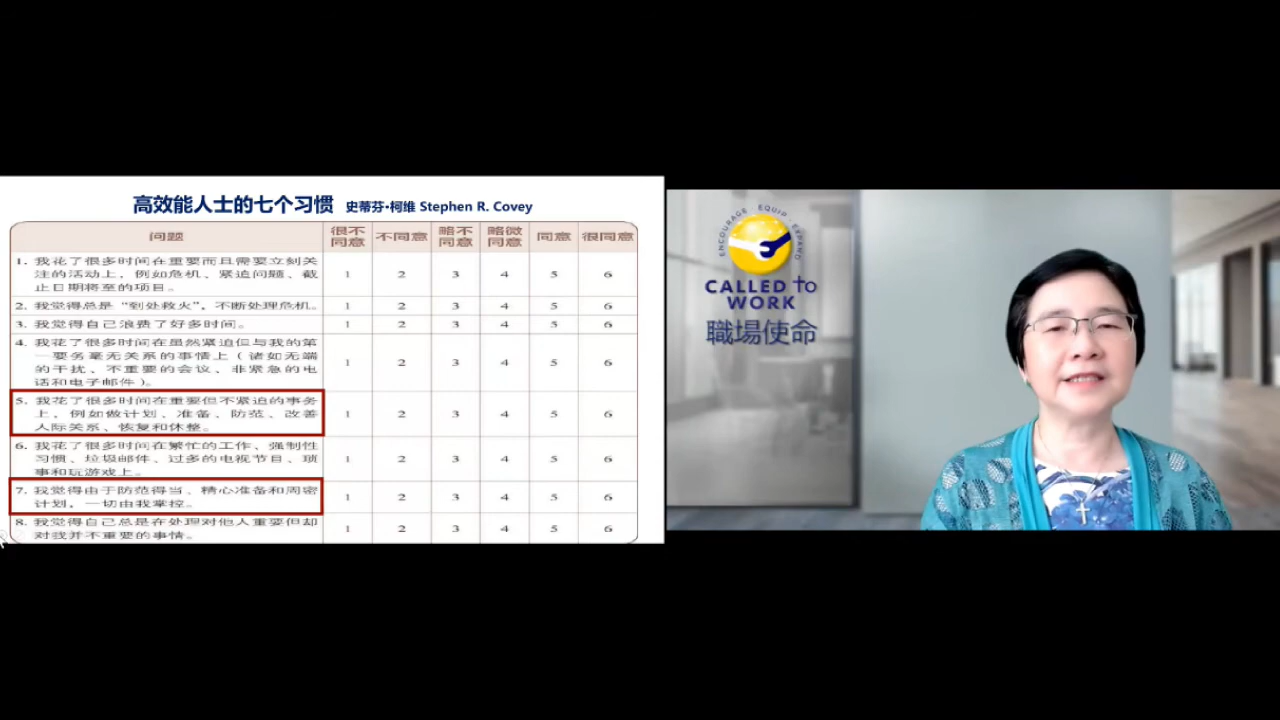 高效能人士的七个习惯 史蒂芬·柯维 Stephen R. Covey
问题 很不同意 不同意 略不同意 略微同意 同意 很同意
1. 我花了很多时间在重要而且需要立刻关
注的活动上，例如危机、紧迫问题、截
止日期将至的项目。
1 2 3 4 5 6
2. 我觉得总是“到处救火”，不断处理危机。 1 2 3 4 5 6
3. 我觉得自己浪费了好多时间。 1 2 3 4 5 6
4. 我花了很多时间在虽然紧迫但与我的第
一要务毫无关系的事情上（诸如无端
的干扰、不重要的会议、非紧急的电
话和电子邮件）。
1 2 3 4 5 6
5. 我花了很多时间在重要但不紧迫的事务
上，例如做计划、准备、防范、改善
人际关系、恢复和休整。
1 2 3 4 5 6
6. 我花了很多时间在繁忙的工作、强制性
习惯、垃圾邮件、过多的电视节目、琐
事和玩游戏上。
1 2 3 4 5 6
7. 我觉得由于防范得当、精心准备和周密
计划，一切由我掌控。
1 2 3 4 5 6
8. 我觉得自己总是在处理对他人重要但却
对我并不重要的事情。
1 2 3 4 5 6
ENCOURAGE · EQUIP · EXPAND
CALLED to
WORK
職場使命